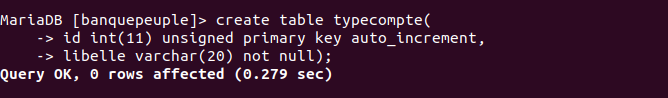 MariaDB [banquepeuple]> create table typecompte(
    -> id int(11) unsigned primary key auto_increment,
    -> libelle varchar(20) not null);
Query OK, 0 rows affected (0.279 sec)